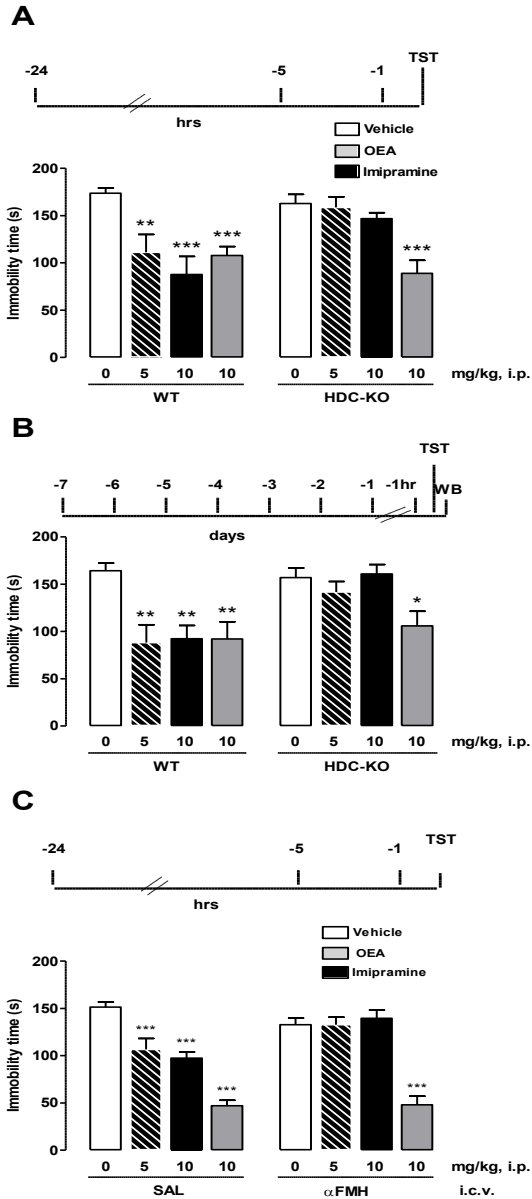 A
TST
-24 -5 -1
hrs
Vehicle
OEA
Imipramine
Immobility time (s)
200
150
100
50
0
** *** *** ***
0 5 10 10 0 5 10 10 mg/kg, i.p.
WT HDC-KO
B
TST
-7 -6 -5 -4 -3 -2 -1 -1hr WB
days
Immobility time (s)
200
150
100
50
0
** ** ** *
0 5 10 10 0 5 10 10 mg/kg, i.p.
WT HDC-KO
C
TST
-24 -5 -1
hrs
Vehicle
OEA
Imipramine
Immobility time (s)
200
150
100
50
0
*** *** *** ***
0 5 10 10 0 5 10 10 mg/kg, i.p.
SAL αFMH i.c.v.